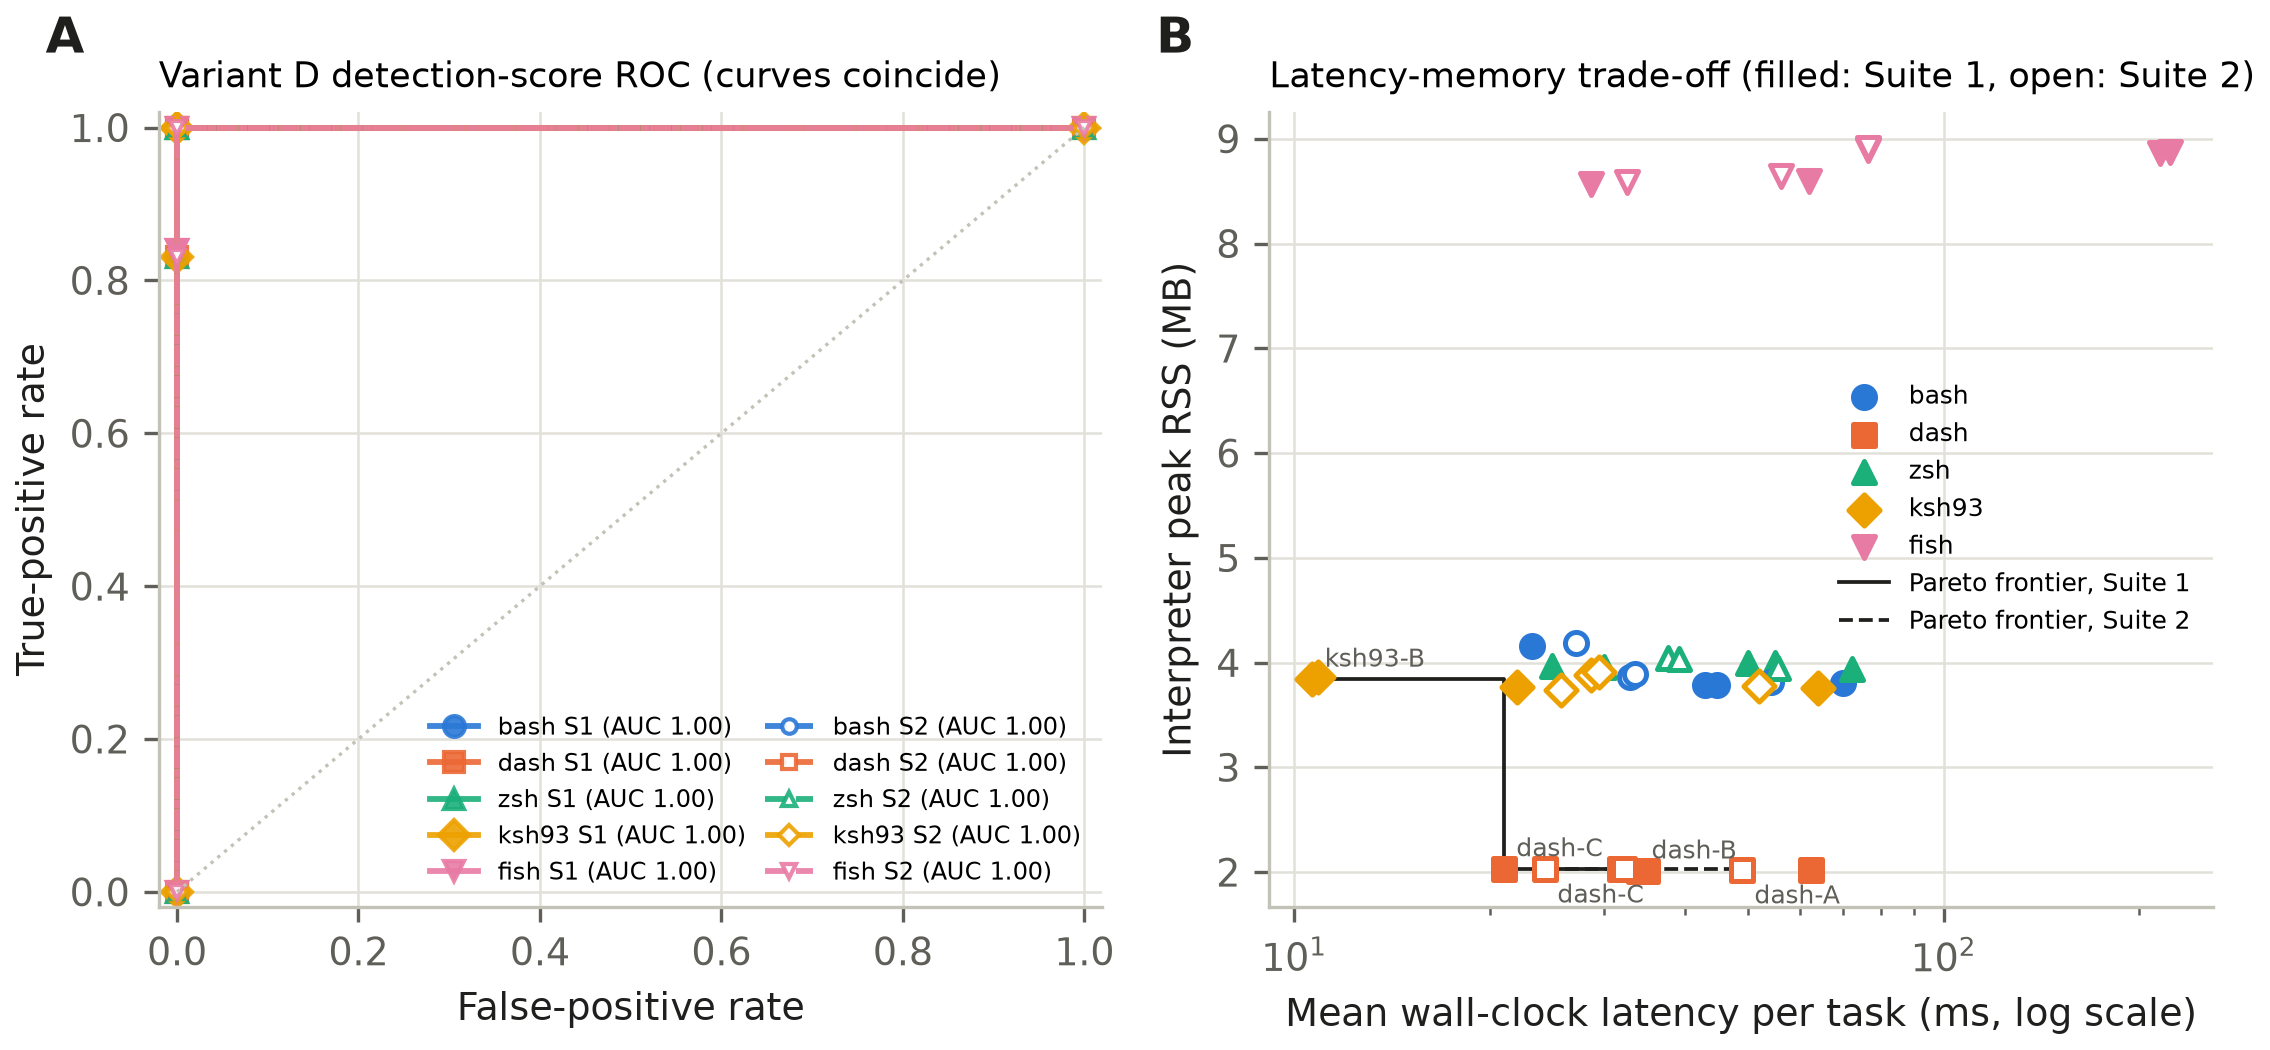 A
Variant D detection-score ROC (curves coincide)
True-positive rate
1.0
0.8
0.6
0.4
0.2
0.0
bash S1 (AUC 1.00)
dash S1 (AUC 1.00)
zsh S1 (AUC 1.00)
ksh93 S1 (AUC 1.00)
fish S1 (AUC 1.00)
bash S2 (AUC 1.00)
dash S2 (AUC 1.00)
zsh S2 (AUC 1.00)
ksh93 S2 (AUC 1.00)
fish S2 (AUC 1.00)
0.0 0.2 0.4 0.6 0.8 1.0
False-positive rate
B
Latency-memory trade-off (filled: Suite 1, open: Suite 2)
Interpreter peak RSS (MB)
9
8
7
6
5
4
3
2
bash
dash
zsh
ksh93
fish
Pareto frontier, Suite 1
Pareto frontier, Suite 2
ksh93-B
dash-C
dash-B
dash-C
dash-A
10¹ 10²
Mean wall-clock latency per task (ms, log scale)